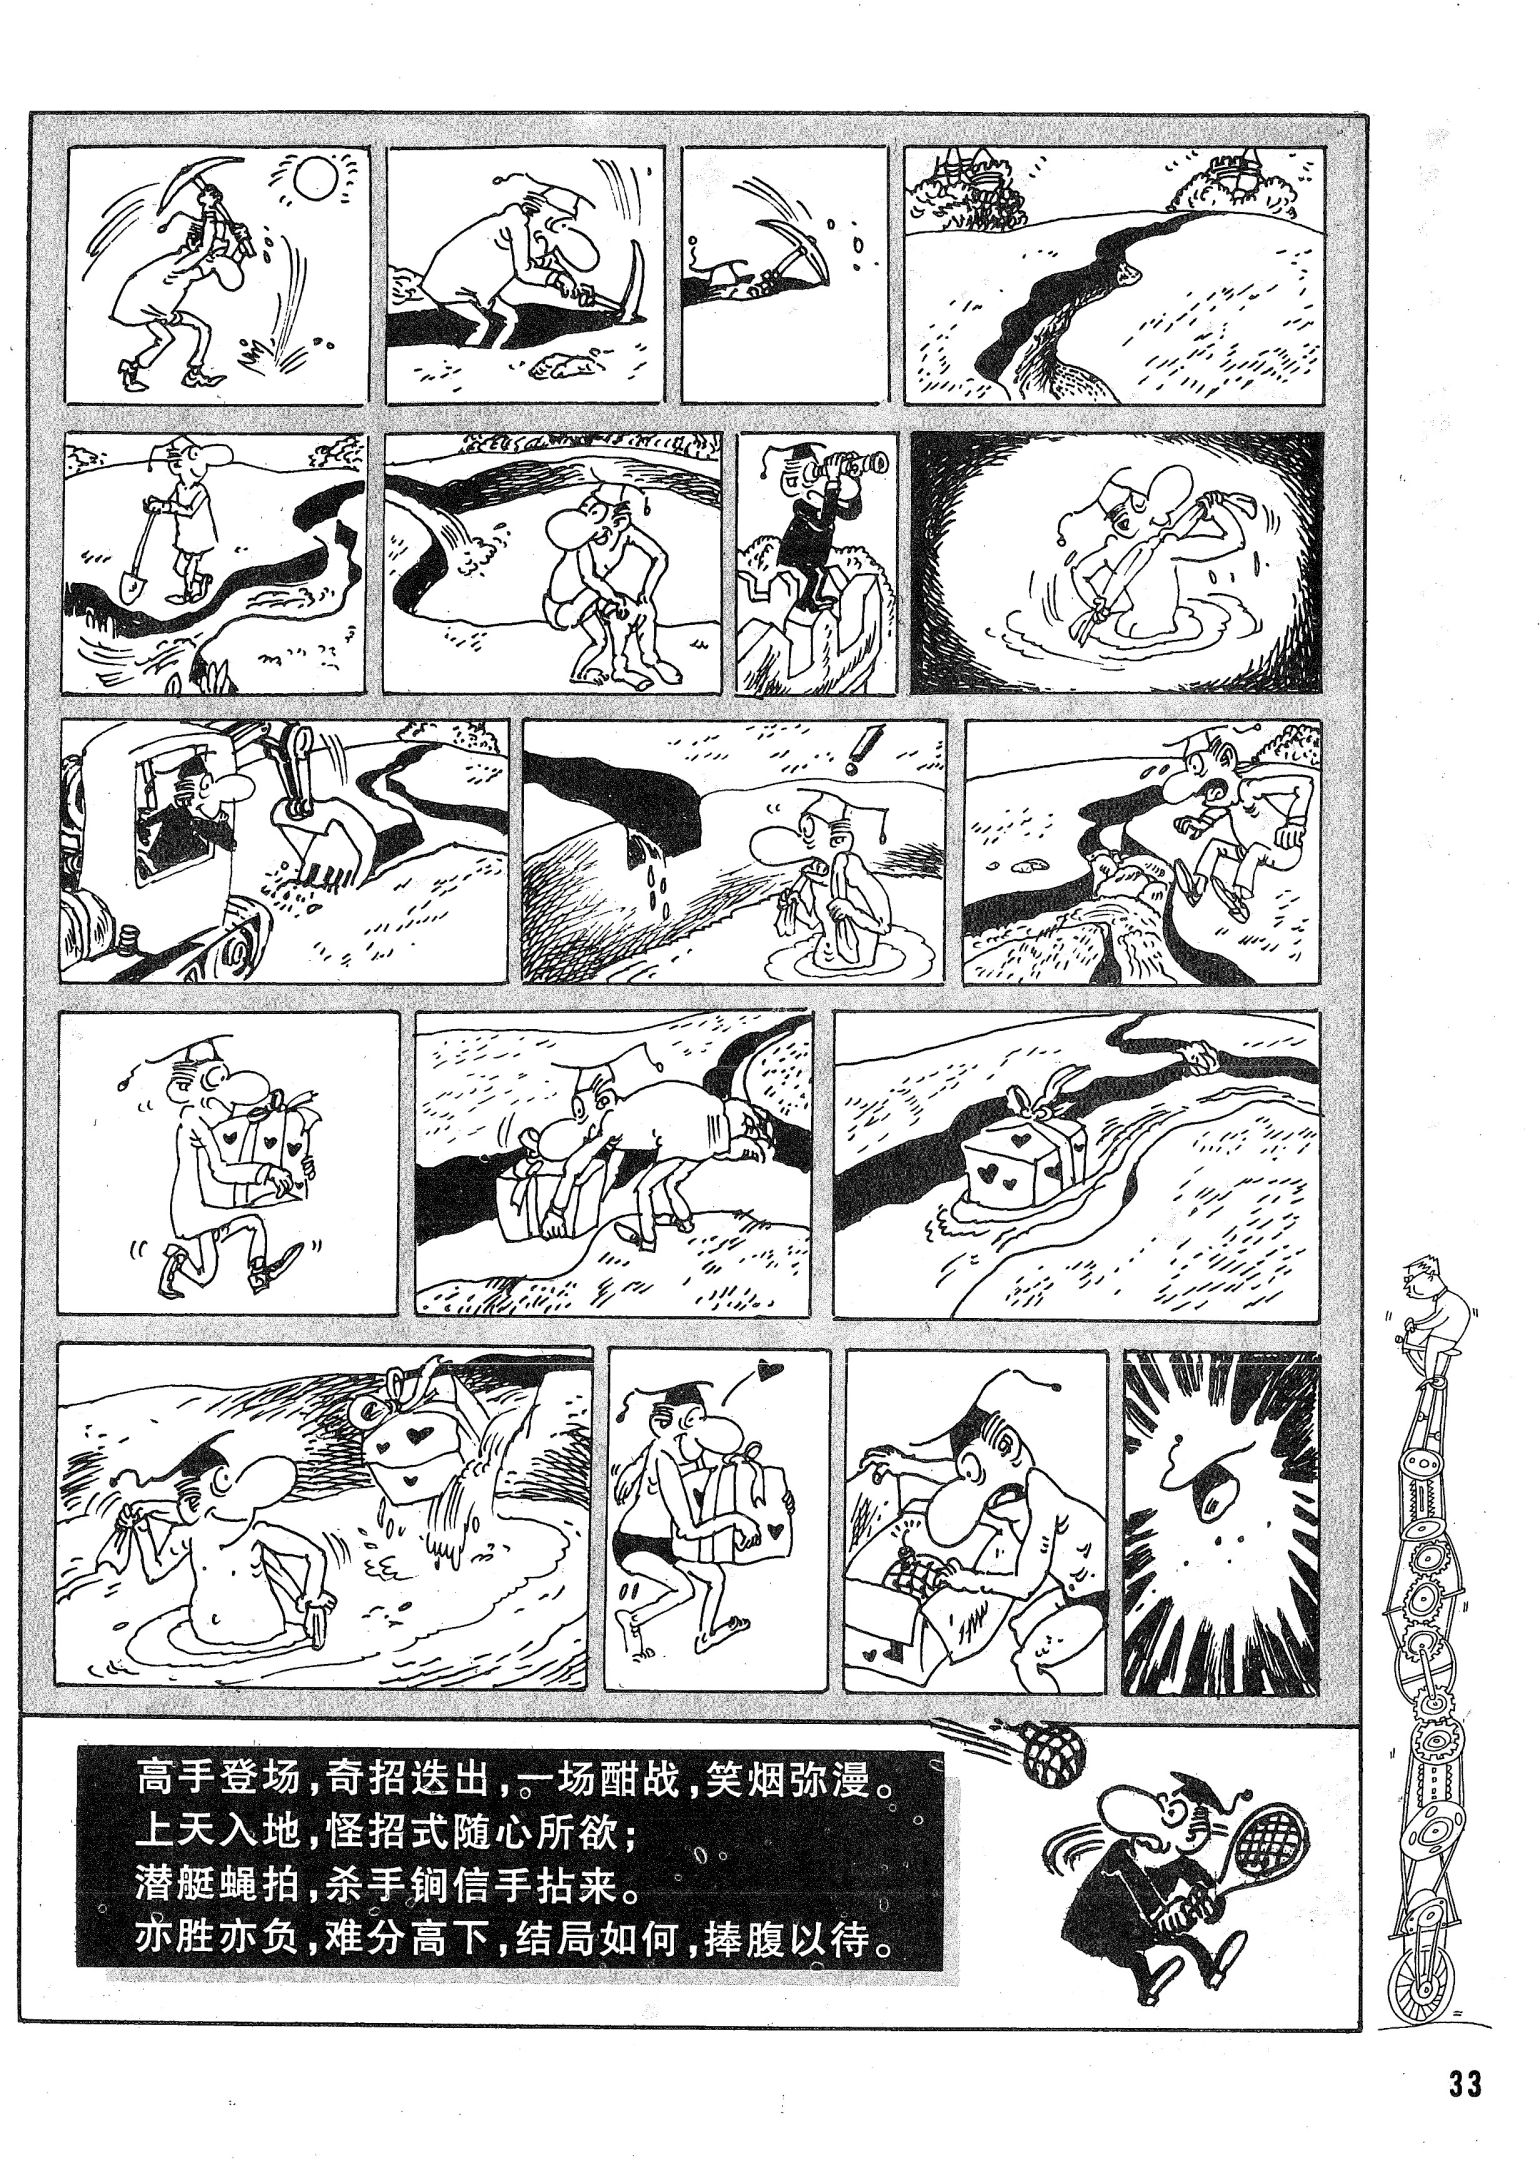 高手登场,奇招迭出,一场酣战,笑烟弥漫。
上天入地,怪招式随心所欲;
潜艇蝇拍,杀手锏信手拈来。
亦胜亦负,难分高下,结局如何,捧腹以待。
33